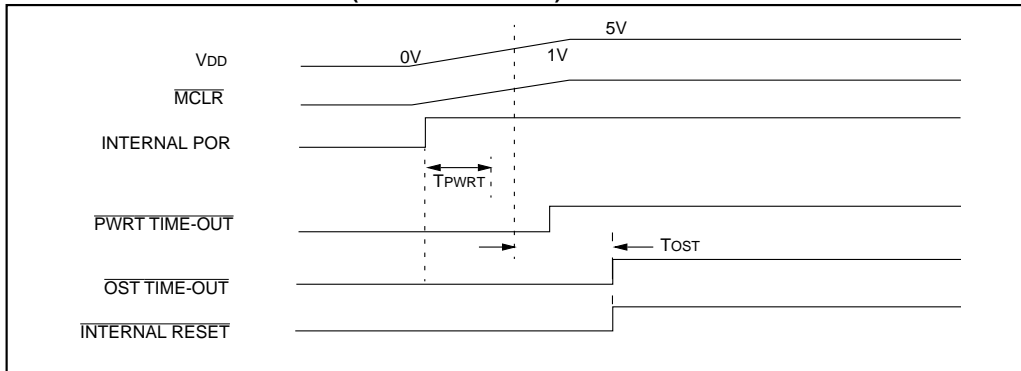 5V
0V
1V
VDD
MCLR
INTERNAL POR
TPWRT
PWRT TIME-OUT
TOST
OST TIME-OUT
INTERNAL RESET